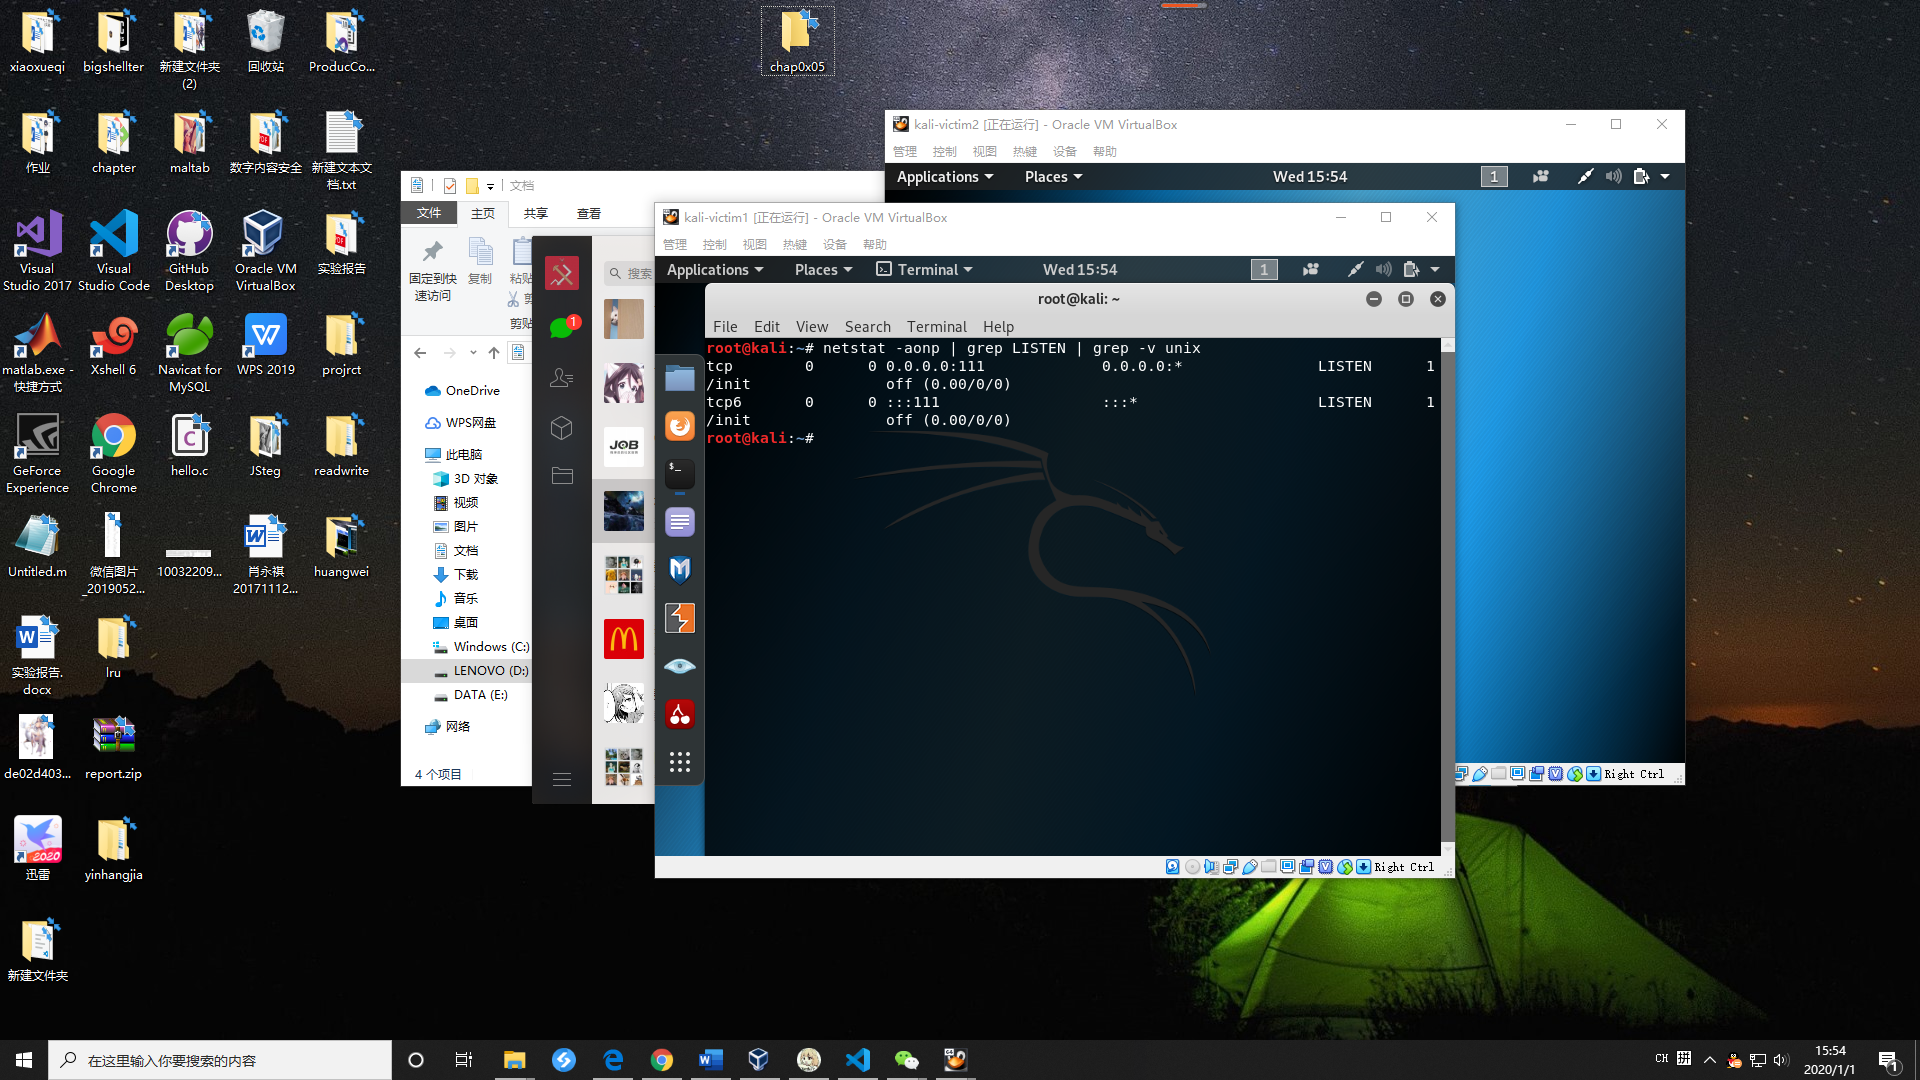 xiaoxueqi
bigshellter
新建文件夹
(2)
回收站
ProducCo...
chap0x05
作业
chapter
maltab
数字内容安全
新建文本文
档.txt
Visual
Studio 2017
Visual
Studio Code
GitHub
Desktop
Oracle VM
VirtualBox
实验报告
matlab.exe -
快捷方式
Xshell 6
Navicat for
MySQL
WPS 2019
projrct
GeForce
Experience
Google
Chrome
hello.c
JSteg
readwrite
Untitled.m
微信图片
_2019052...
10032209...
肖永祺
20171112...
huangwei
实验报告.
docx
lru
de02d403...
report.zip
2020
迅雷
yinhangjia
新建文件夹
文档
文件
主页
共享
查看
固定到快
速访问
复制
粘贴
剪贴
OneDrive
WPS网盘
此电脑
3D 对象
视频
图片
文档
下载
音乐
桌面
Windows (C:)
LENOVO (D:)
DATA (E:)
网络
4 个项目
1
搜索
JOB
kali-victim2 [正在运行] - Oracle VM VirtualBox
管理 控制 视图 热键 设备 帮助
Applications Places Wed 15:54 1
Right Ctrl
kali-victim1 [正在运行] - Oracle VM VirtualBox
管理 控制 视图 热键 设备 帮助
Applications Places Terminal Wed 15:54 1
root@kali: ~
File Edit View Search Terminal Help
root@kali:~# netstat -aonp | grep LISTEN | grep -v unix
tcp 0 0 0.0.0.0:111 0.0.0.0:* LISTEN 1
/init off (0.00/0/0)
tcp6 0 0 :::111 :::* LISTEN 1
/init off (0.00/0/0)
root@kali:~#
Right Ctrl
在这里输入你要搜索的内容
CH 拼
15:54
2020/1/1
1